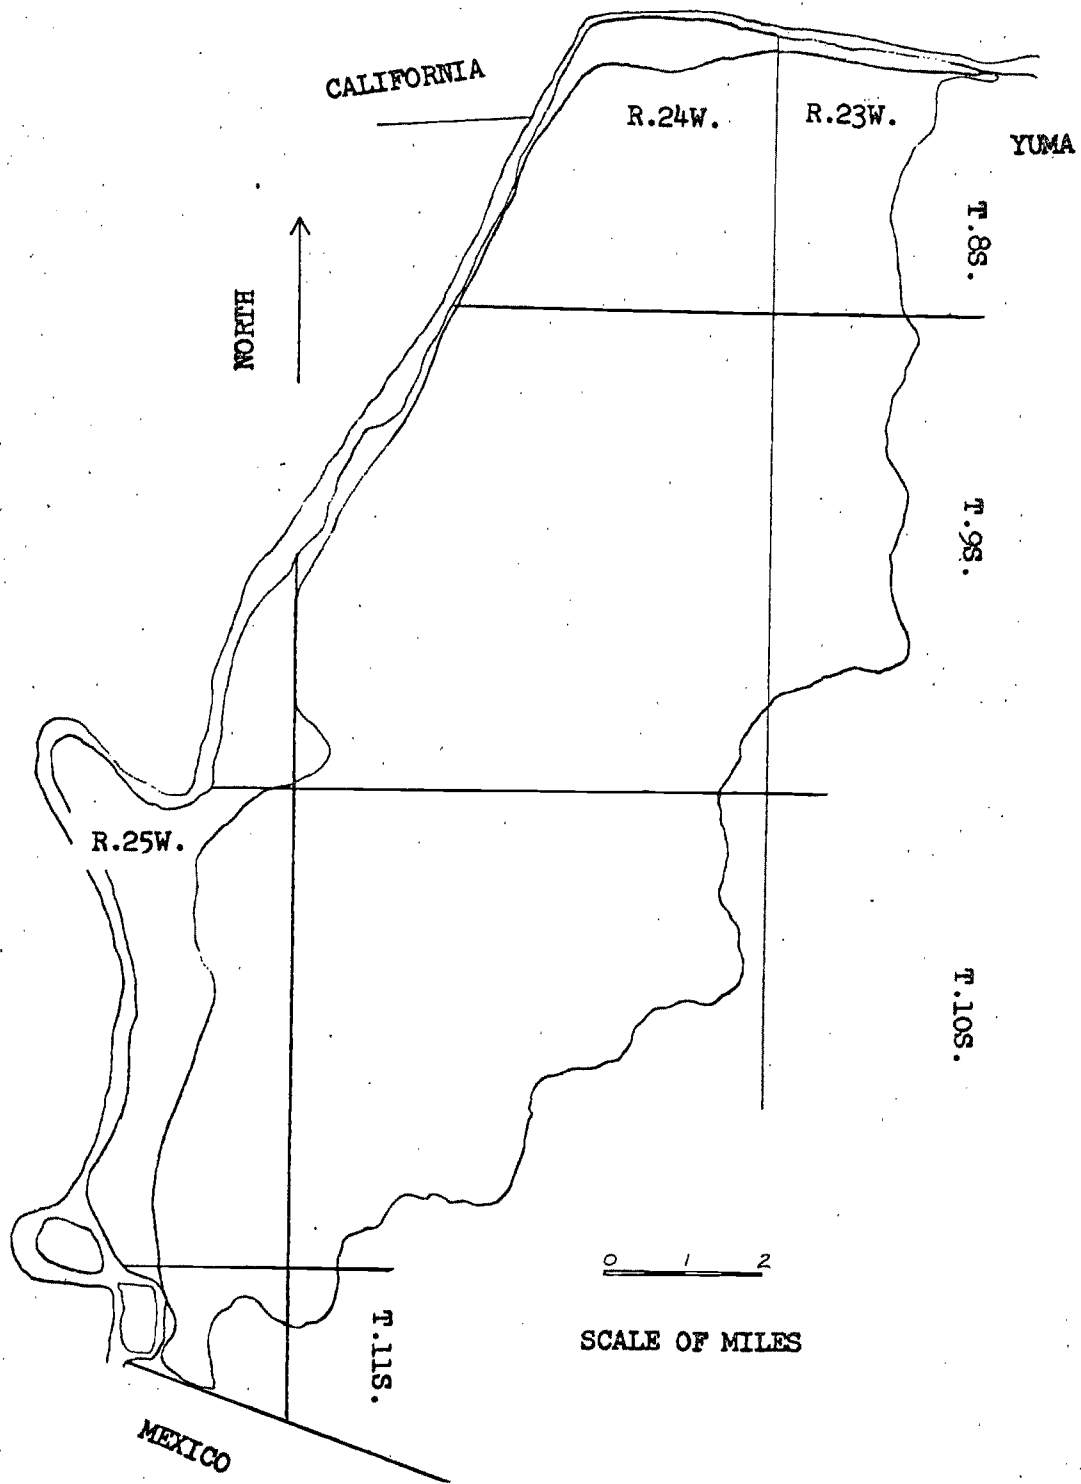 CALIFORNIA
R.24W.
R.23W.
YUMA
T.8S.
NORTH
T.9S.
R.25W.
T.10S.
0 1 2
SCALE OF MILES
T.11S.
MEXICO